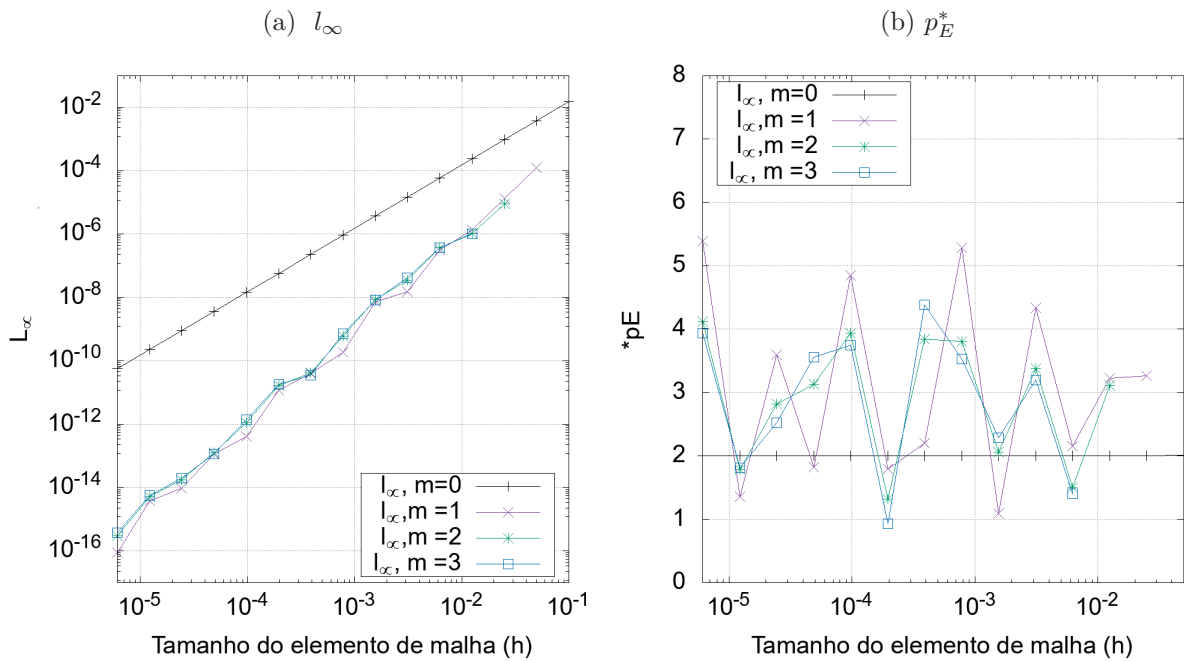 (a) l∞
L∝
10-2
10-4
10-6
10-8
10-10
10-12
10-14
10-16
l∝, m=0
l∝,m =1
l∝,m =2
l∝, m =3
10-5
10-4
10-3
10-2
10-1
Tamanho do elemento de malha (h)
(b) p*E
*pE
8
7
6
5
4
3
2
1
0
l∝, m=0
l∝,m =1
l∝,m =2
l∝, m =3
10-5
10-4
10-3
10-2
Tamanho do elemento de malha (h)